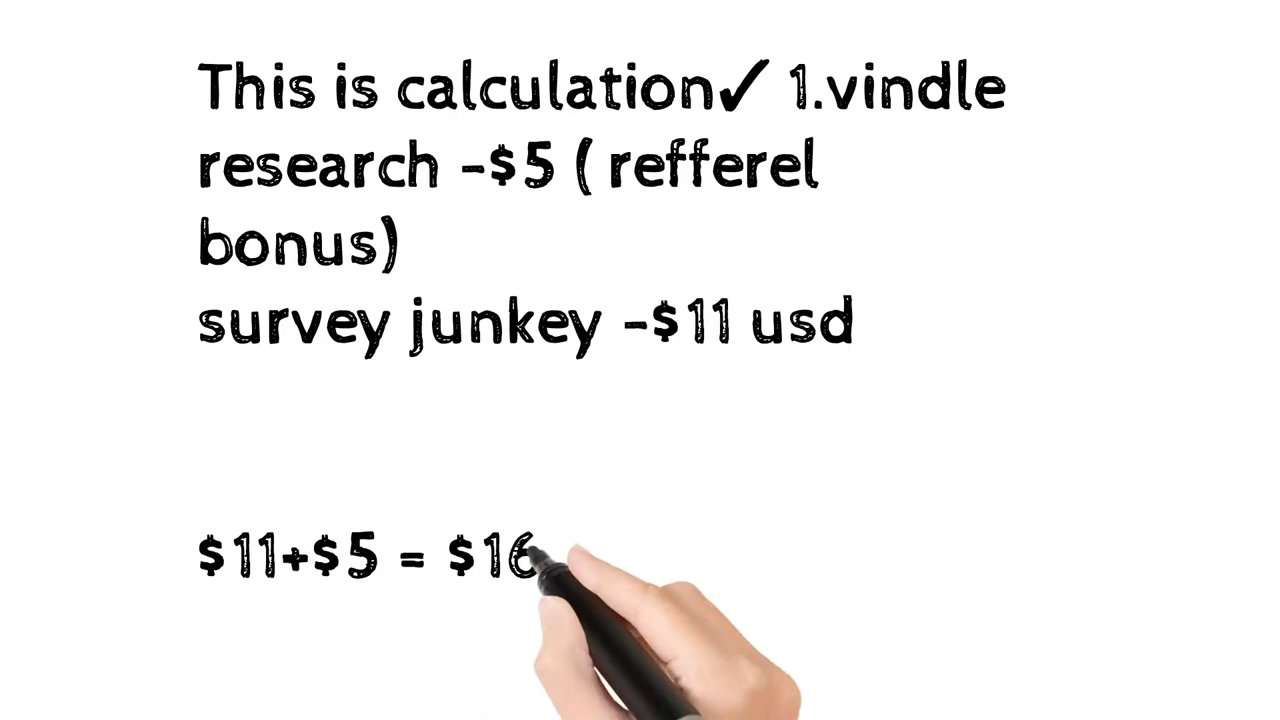 This is calculation✓ 1.vindle
research -$5 ( refferel
bonus)
survey junkey -$11 usd
$11+$5 = $16